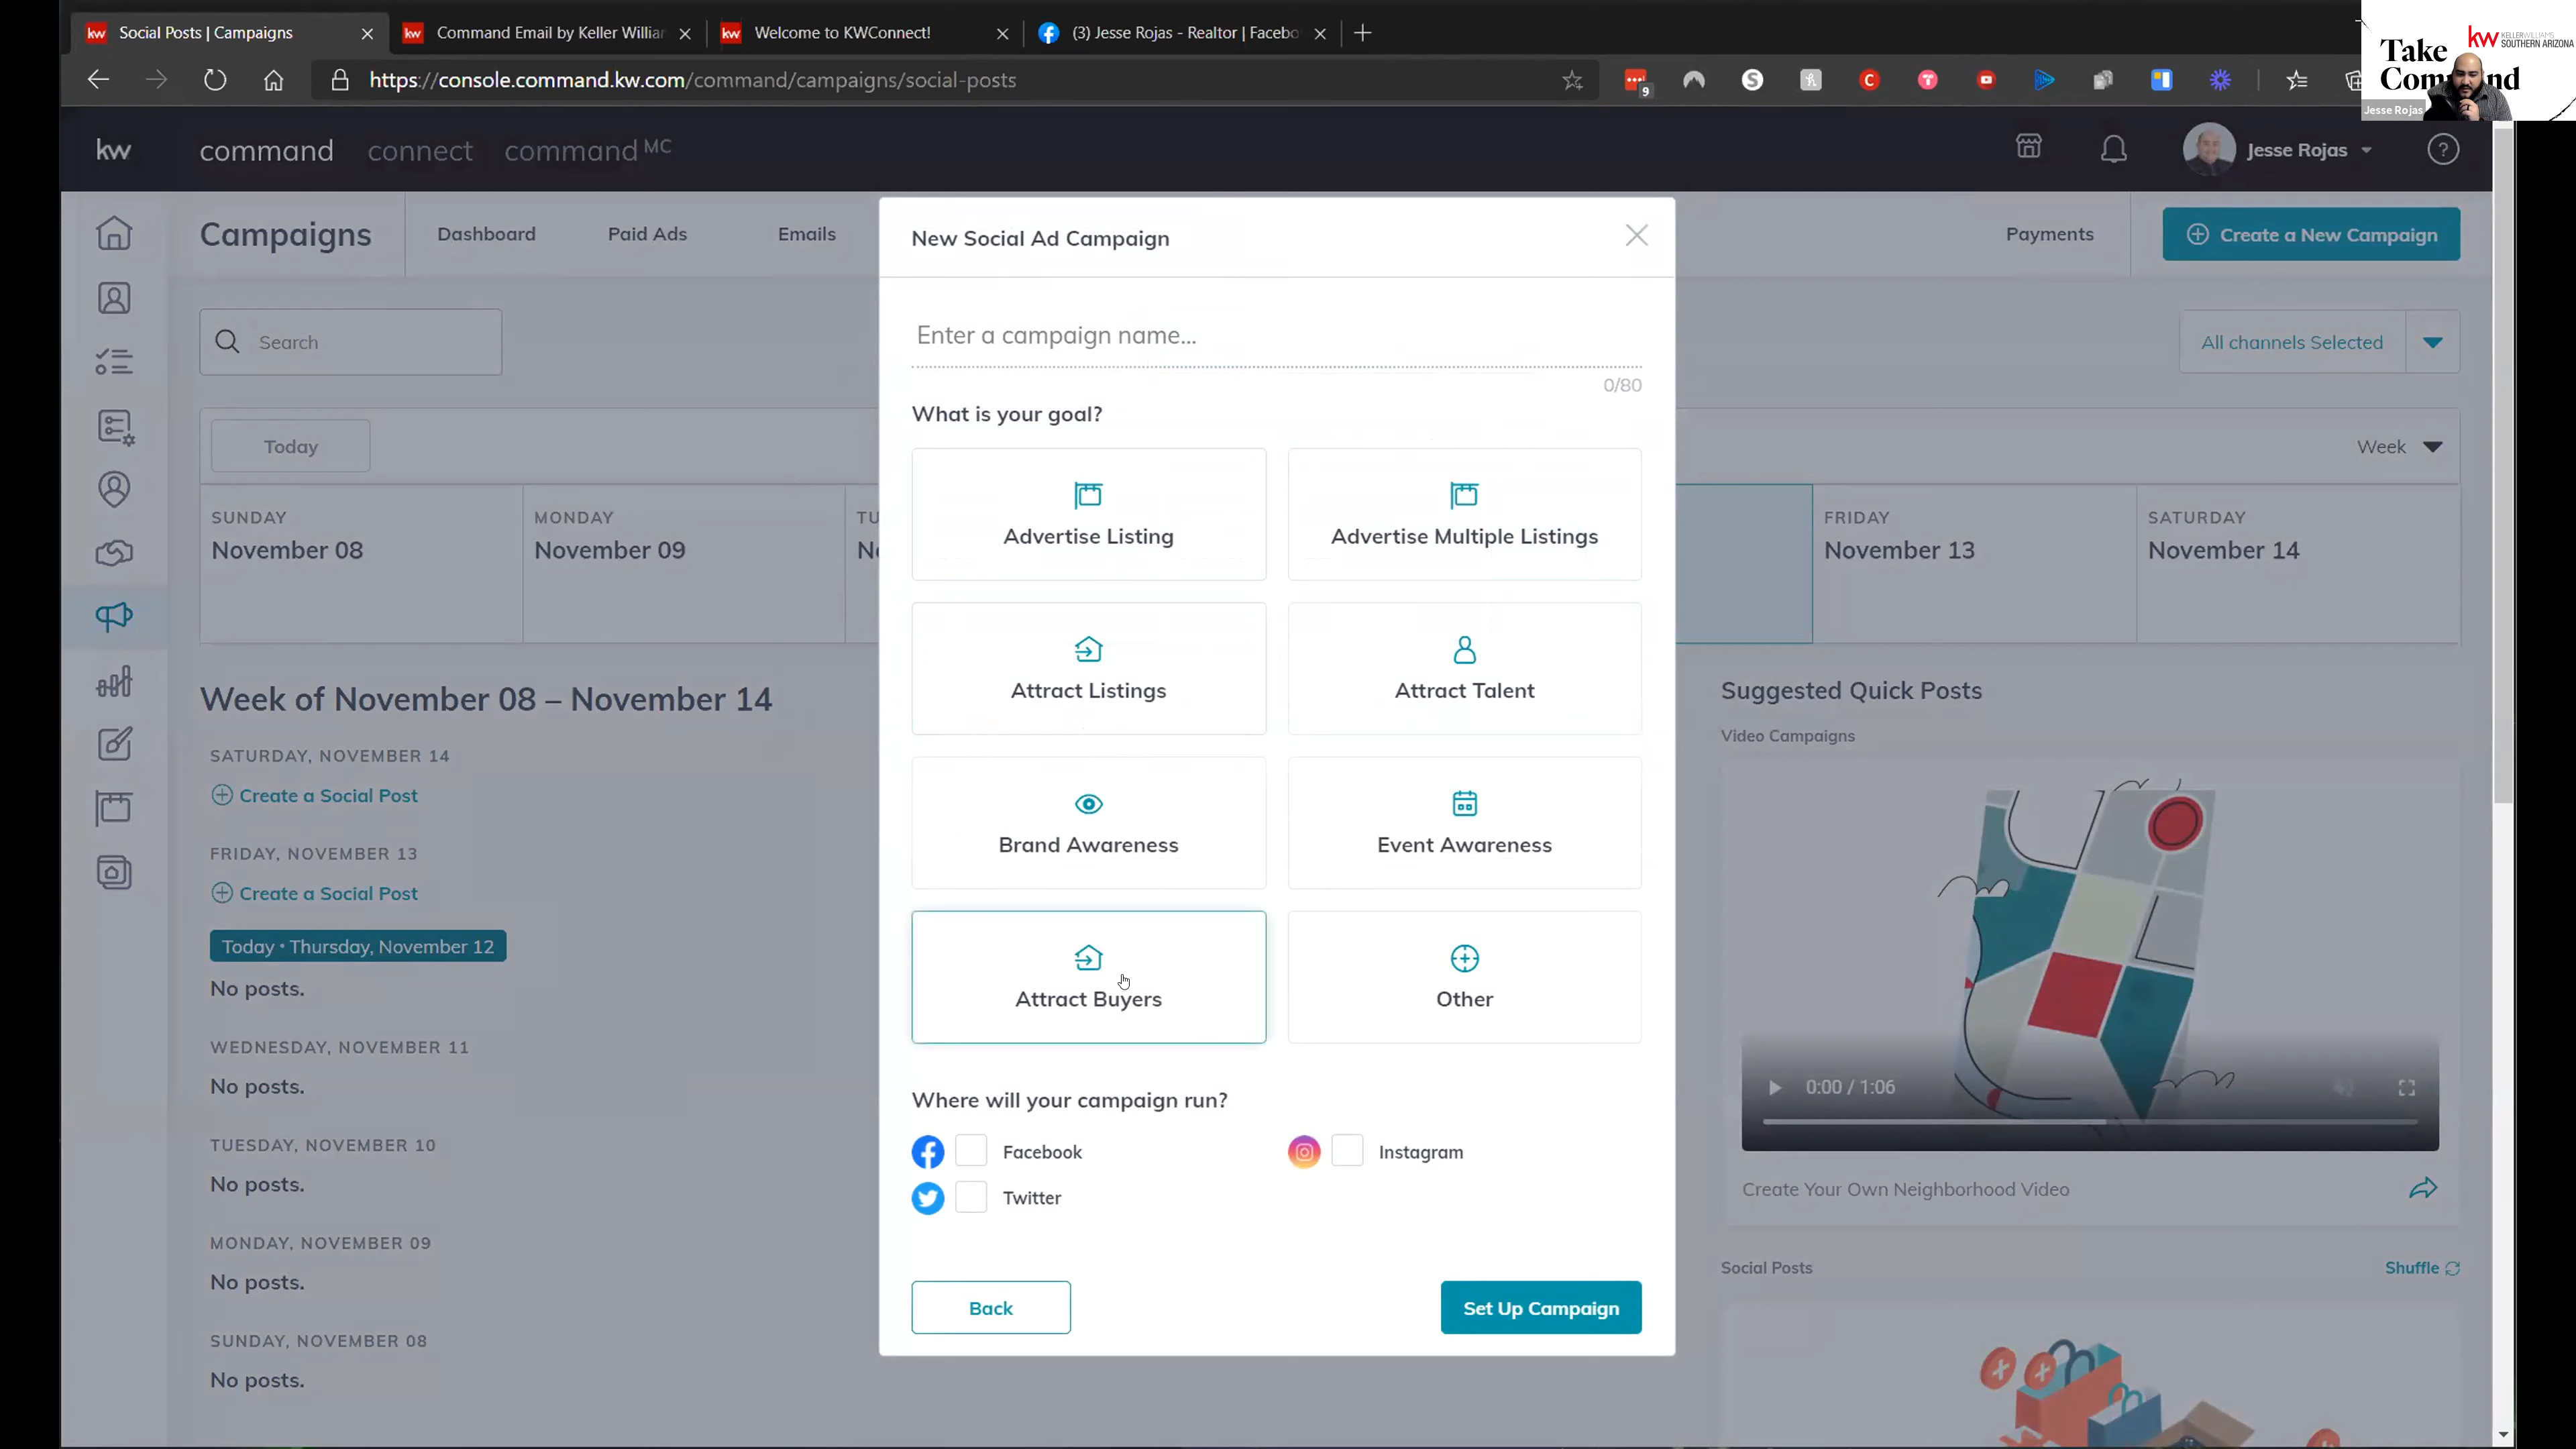 Social Posts | Campaigns
Command Email by Keller Willia
Welcome to KWConnect!
(3) Jesse Rojas - Realtor | Facebo
https://console.command.kw.com/command/campaigns/social-posts
9
Take
Command
kw KELLERWILLIAMS
SOUTHERN ARIZONA
Jesse Rojas
kw
command
connect
command MC
Jesse Rojas
Campaigns
Dashboard
Paid Ads
Emails
Payments
Create a New Campaign
Search
All channels Selected
Today
Week
SUNDAY
November 08
MONDAY
November 09
TU
No
FRIDAY
November 13
SATURDAY
November 14
Week of November 08 – November 14
SATURDAY, NOVEMBER 14
Create a Social Post
FRIDAY, NOVEMBER 13
Create a Social Post
Today • Thursday, November 12
No posts.
WEDNESDAY, NOVEMBER 11
No posts.
TUESDAY, NOVEMBER 10
No posts.
MONDAY, NOVEMBER 09
No posts.
SUNDAY, NOVEMBER 08
No posts.
New Social Ad Campaign
Enter a campaign name...
0/80
What is your goal?
Advertise Listing
Advertise Multiple Listings
Attract Listings
Attract Talent
Brand Awareness
Event Awareness
Attract Buyers
Other
Where will your campaign run?
Facebook
Instagram
Twitter
Back
Set Up Campaign
Suggested Quick Posts
Video Campaigns
0:00 / 1:06
Create Your Own Neighborhood Video
Social Posts
Shuffle